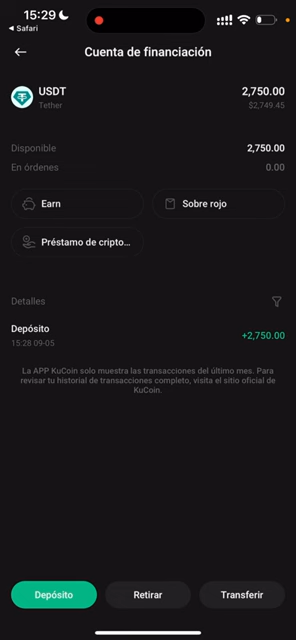 15:29
Safari
Cuenta de financiación
USDT
2,750.00
Tether
$2,749.45
Disponible
2,750.00
En órdenes
0.00
Earn
Sobre rojo
Préstamo de cripto...
Detalles
Depósito
+2,750.00
15:28 09-05
La APP KuCoin solo muestra las transacciones del último mes. Para
revisar tu historial de transacciones completo, visita el sitio oficial de
KuCoin.
Depósito
Retirar
Transferir